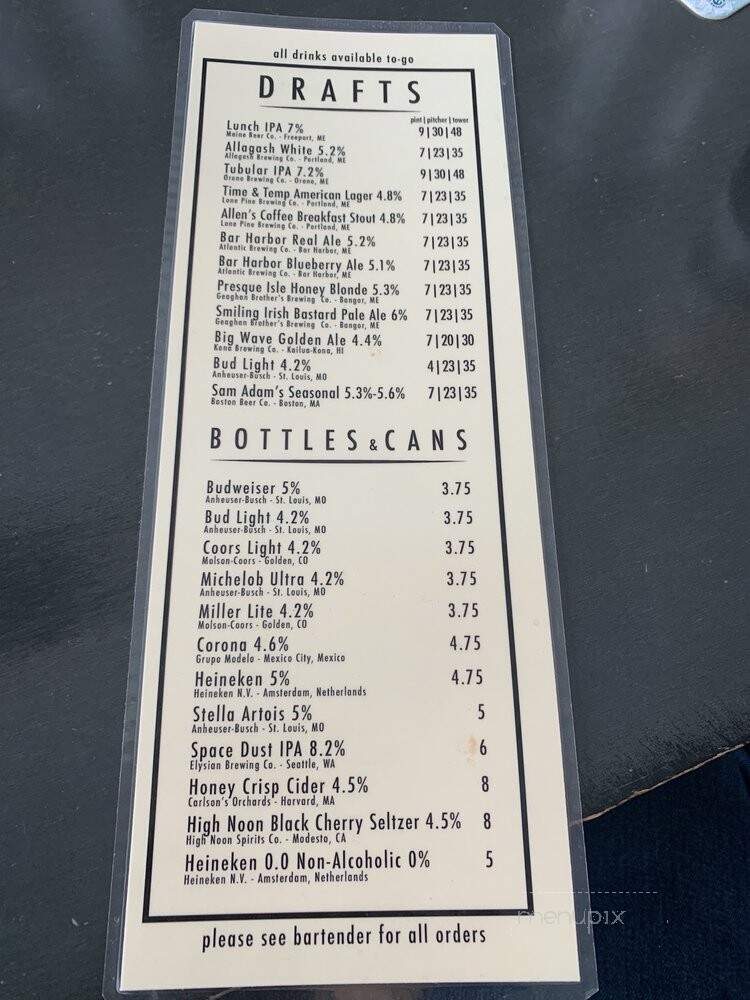 all drinks available to-go
DRAFTS
pint | pitcher | tower
Lunch IPA 7% 9|30|48
Maine Beer Co. - Freeport, ME
Allagash White 5.2% 7|23|35
Allagash Brewing Co. - Portland, ME
Tubular IPA 7.2% 9|30|48
Orono Brewing Co. - Orono, ME
Time & Temp American Lager 4.8% 7|23|35
Lone Pine Brewing Co. - Portland, ME
Allen's Coffee Breakfast Stout 4.8% 7|23|35
Lone Pine Brewing Co. - Portland, ME
Bar Harbor Real Ale 5.2% 7|23|35
Atlantic Brewing Co. - Bar Harbor, ME
Bar Harbor Blueberry Ale 5.1% 7|23|35
Atlantic Brewing Co. - Bar Harbor, ME
Presque Isle Honey Blonde 5.3% 7|23|35
Geaghan Brother's Brewing Co. - Bangor, ME
Smiling Irish Bastard Pale Ale 6% 7|23|35
Geaghan Brother's Brewing Co. - Bangor, ME
Big Wave Golden Ale 4.4% 7|20|30
Kona Brewing Co. - Kailua-Kona, HI
Bud Light 4.2% 4|23|35
Anheuser-Busch - St. Louis, MO
Sam Adam's Seasonal 5.3%-5.6% 7|23|35
Boston Beer Co. - Boston, MA
BOTTLES & CANS
Budweiser 5% 3.75
Anheuser-Busch - St. Louis, MO
Bud Light 4.2% 3.75
Anheuser-Busch - St. Louis, MO
Coors Light 4.2% 3.75
Molson-Coors - Golden, CO
Michelob Ultra 4.2% 3.75
Anheuser-Busch - St. Louis, MO
Miller Lite 4.2% 3.75
Molson-Coors - Golden, CO
Corona 4.6% 4.75
Grupo Modelo - Mexico City, Mexico
Heineken 5% 4.75
Heineken N.V. - Amsterdam, Netherlands
Stella Artois 5% 5
Anheuser-Busch - St. Louis, MO
Space Dust IPA 8.2% 6
Elysian Brewing Co. - Seattle, WA
Honey Crisp Cider 4.5% 8
Carlson's Orchards - Harvard, MA
High Noon Black Cherry Seltzer 4.5% 8
High Noon Spirits Co. - Modesto, CA
Heineken 0.0 Non-Alcoholic 0% 5
Heineken N.V. - Amsterdam, Netherlands
please see bartender for all orders
menupix